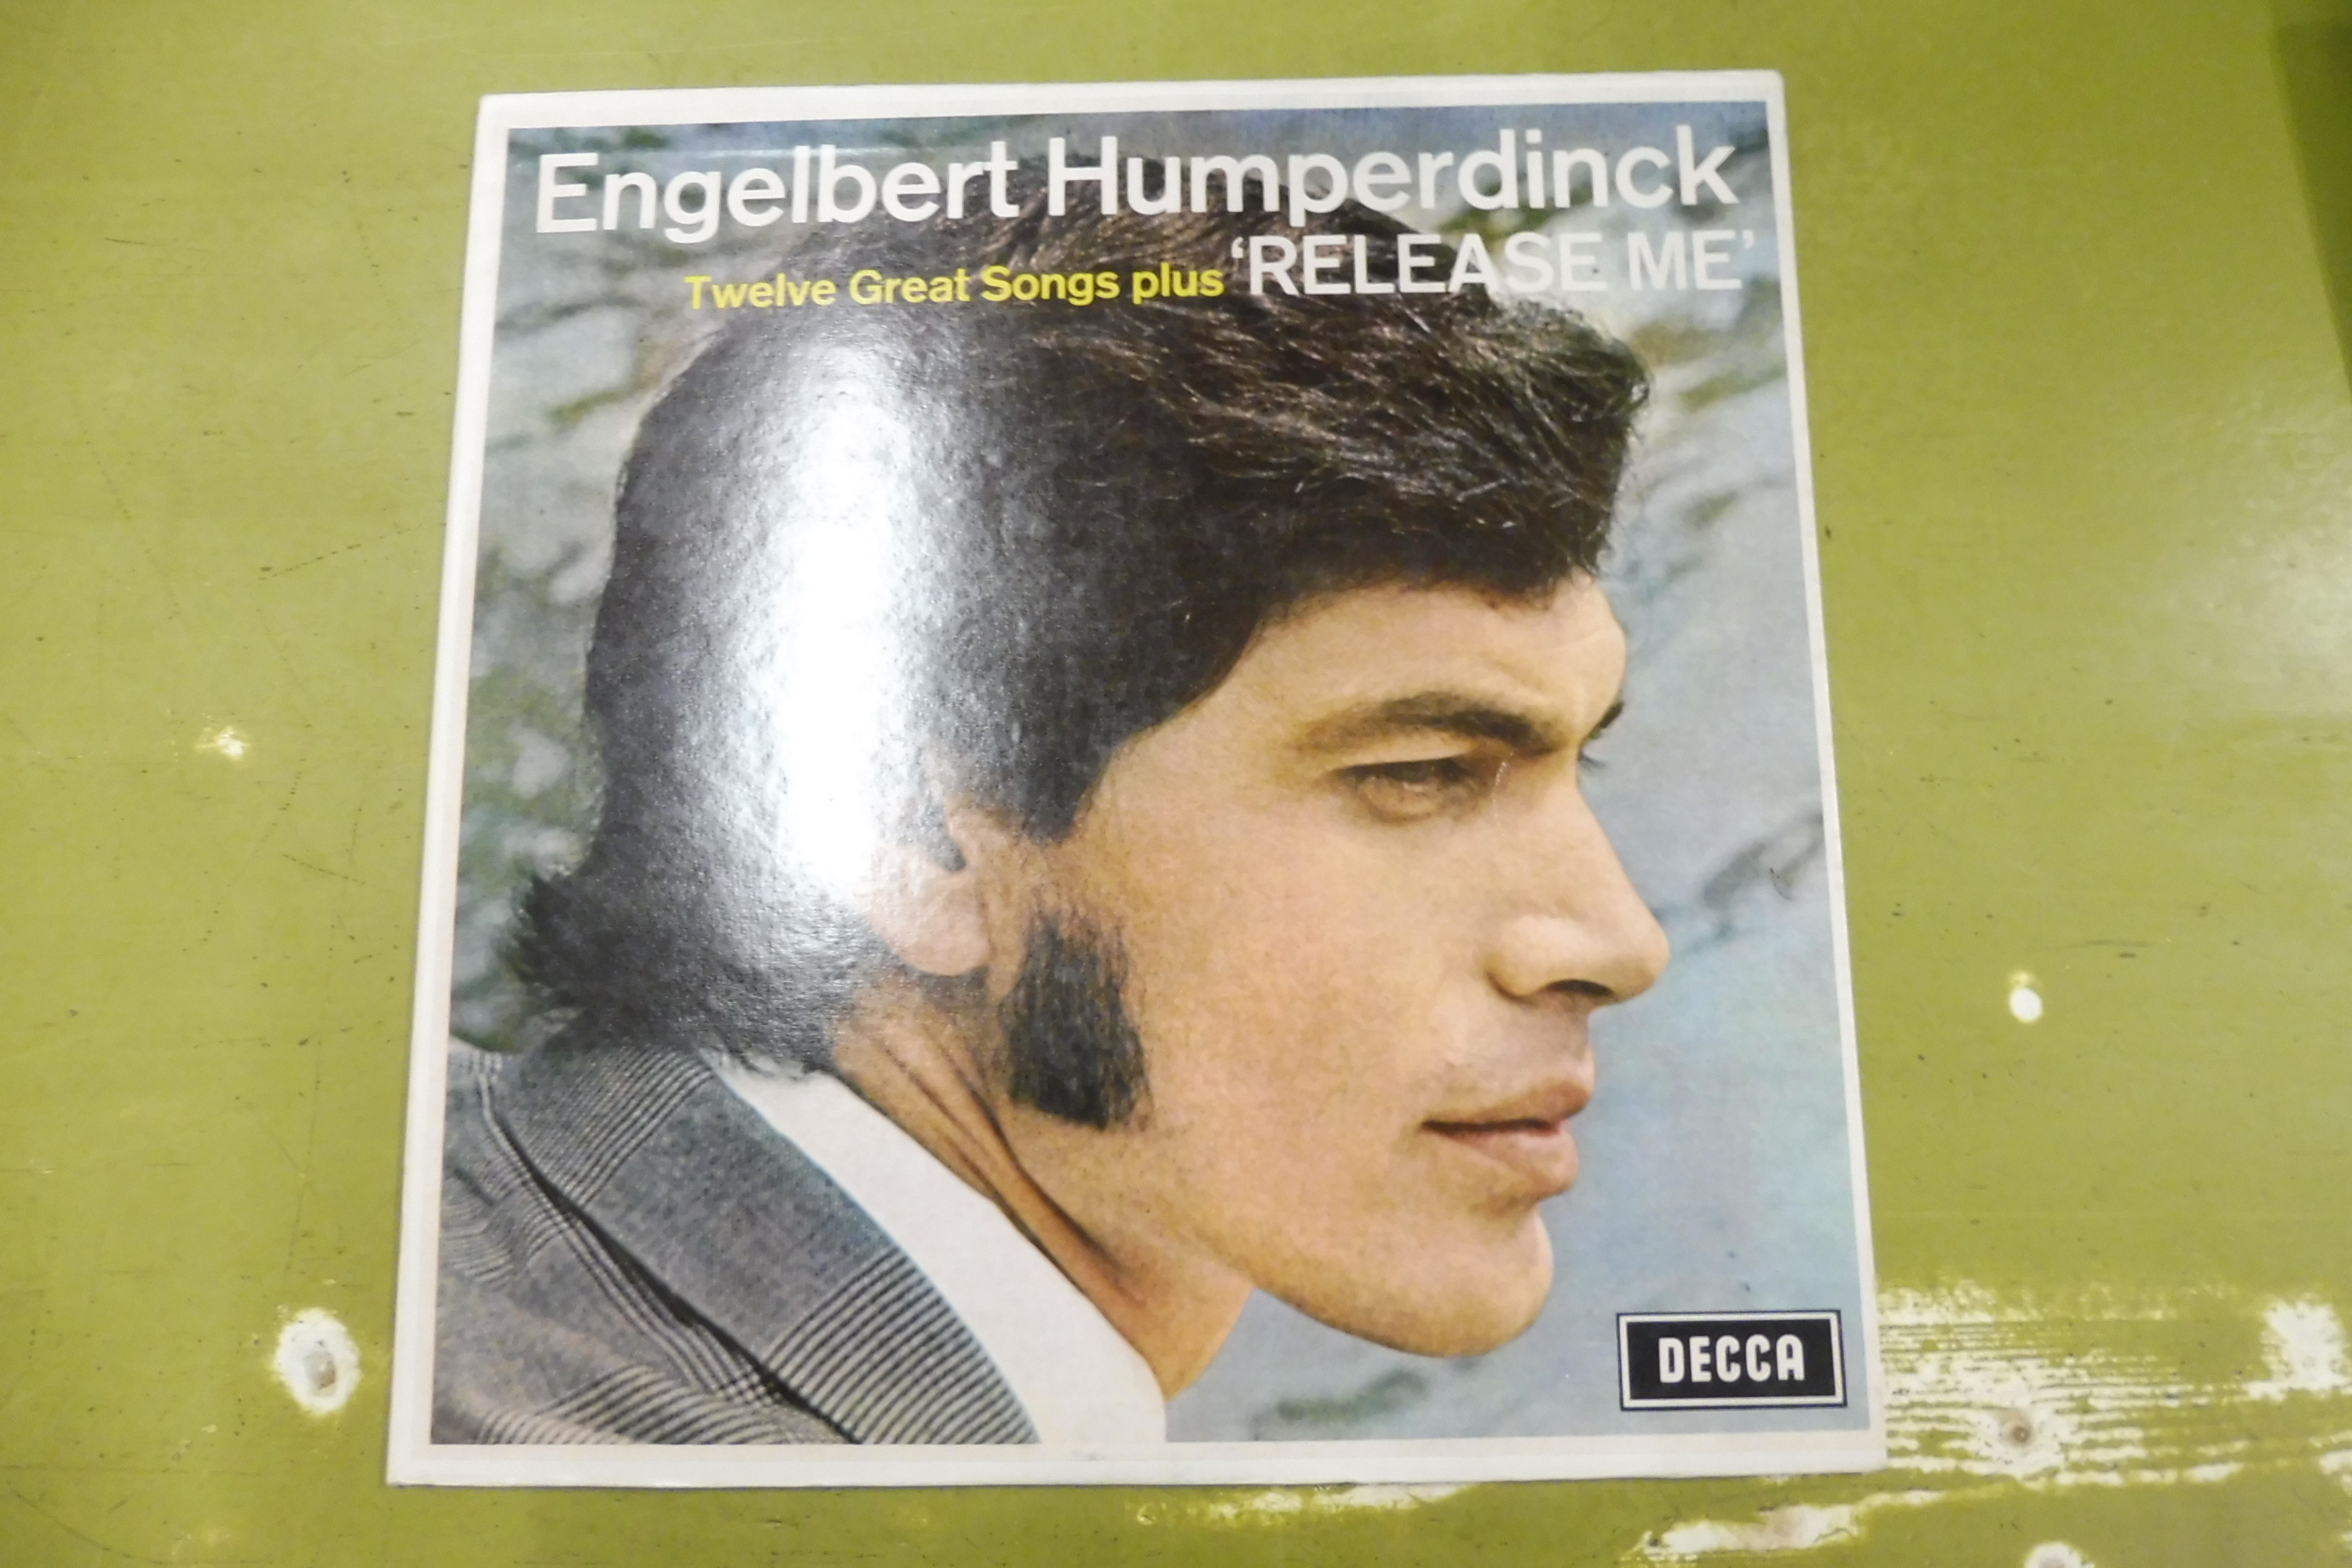 Engelbert Humperdinck
Twelve Great Songs plus 'RELEASE ME'
DECCA